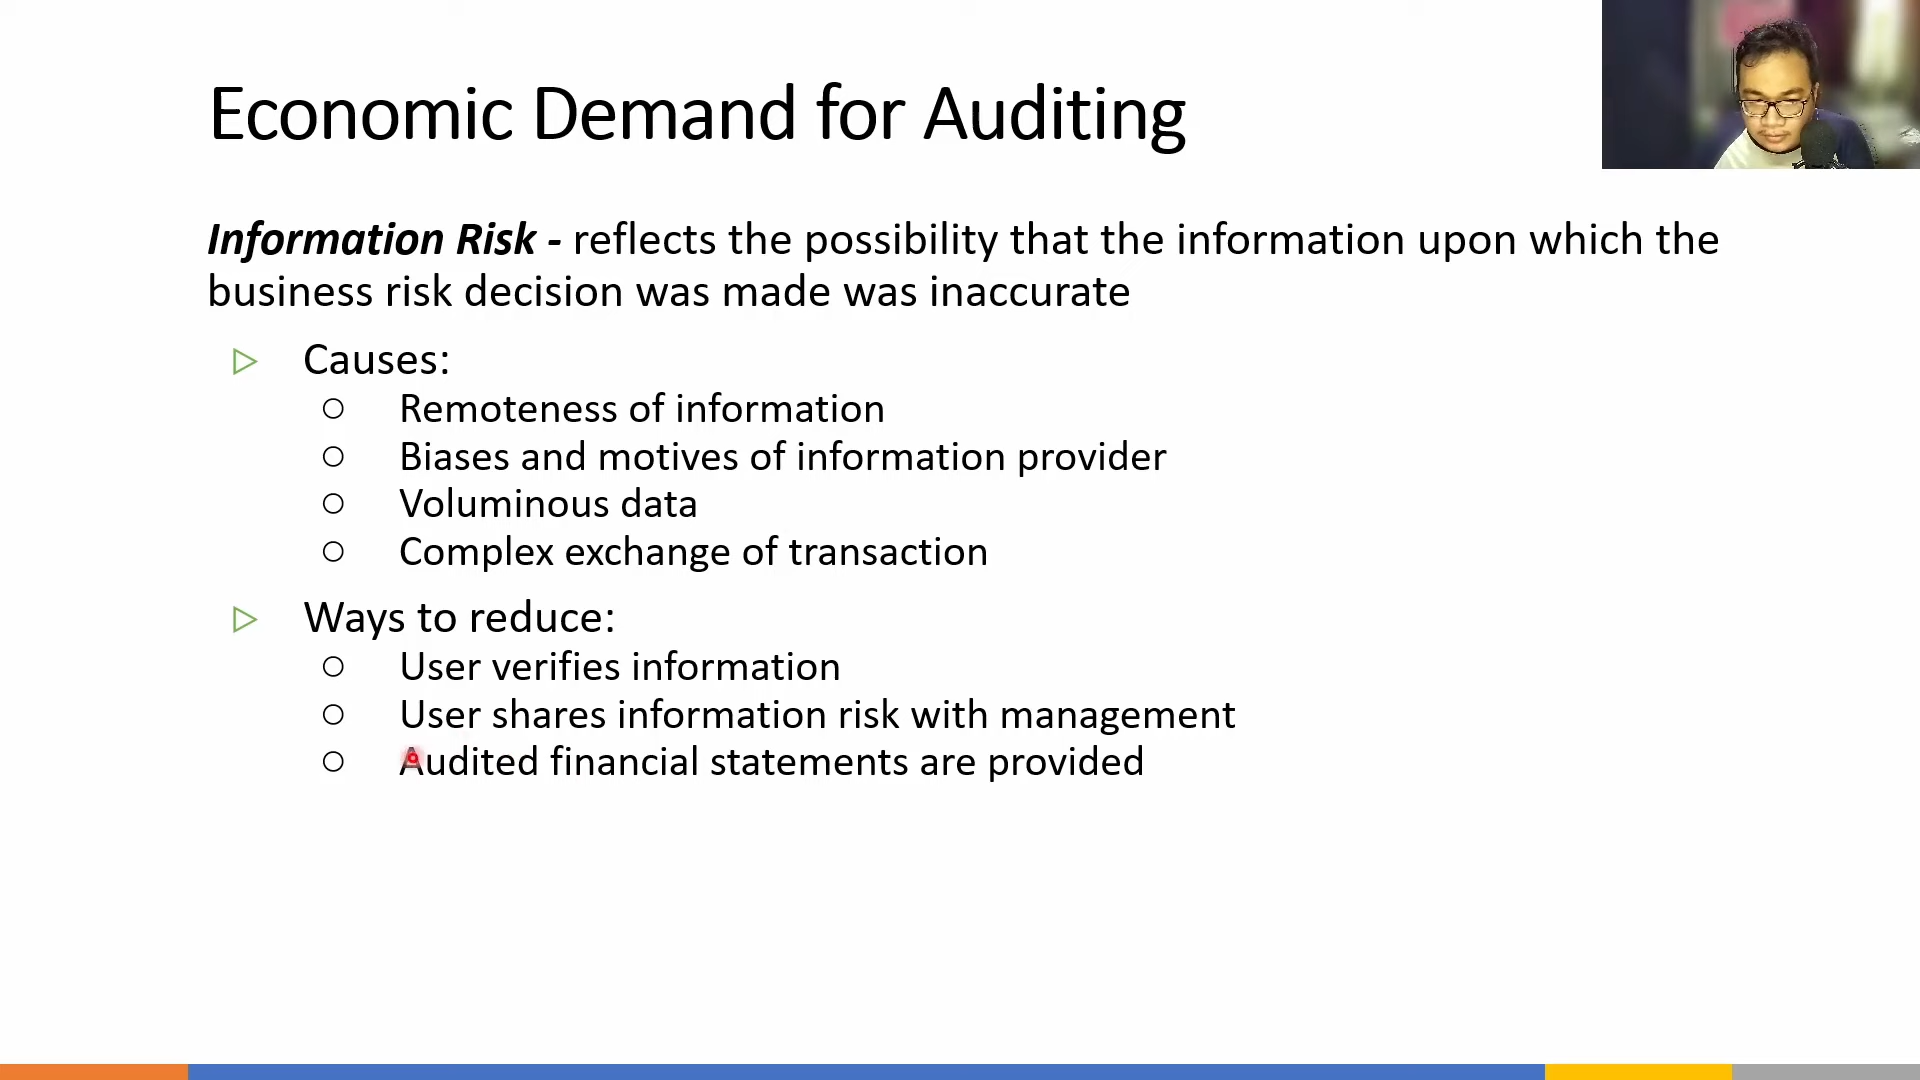 Economic Demand for Auditing
Information Risk - reflects the possibility that the information upon which the
business risk decision was made was inaccurate
Causes:
Remoteness of information
Biases and motives of information provider
Voluminous data
Complex exchange of transaction
Ways to reduce:
User verifies information
User shares information risk with management
Audited financial statements are provided